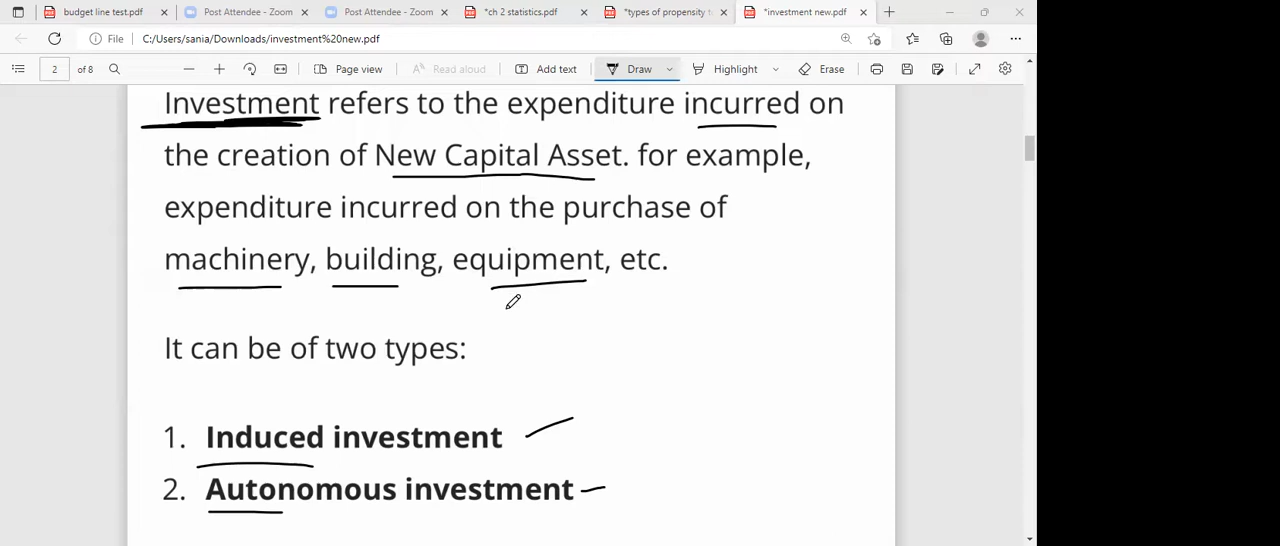 budget line test.pdf
Post Attendee - Zoom
Post Attendee - Zoom
*ch 2 statistics.pdf
*types of propensity t
*investment new.pdf
File
C:/Users/sania/Downloads/investment%20new.pdf
2 of 8
Page view
Read aloud
Add text
Draw
Highlight
Erase
Investment refers to the expenditure incurred on
the creation of New Capital Asset. for example,
expenditure incurred on the purchase of
machinery, building, equipment, etc.
It can be of two types:
1. Induced investment
2. Autonomous investment